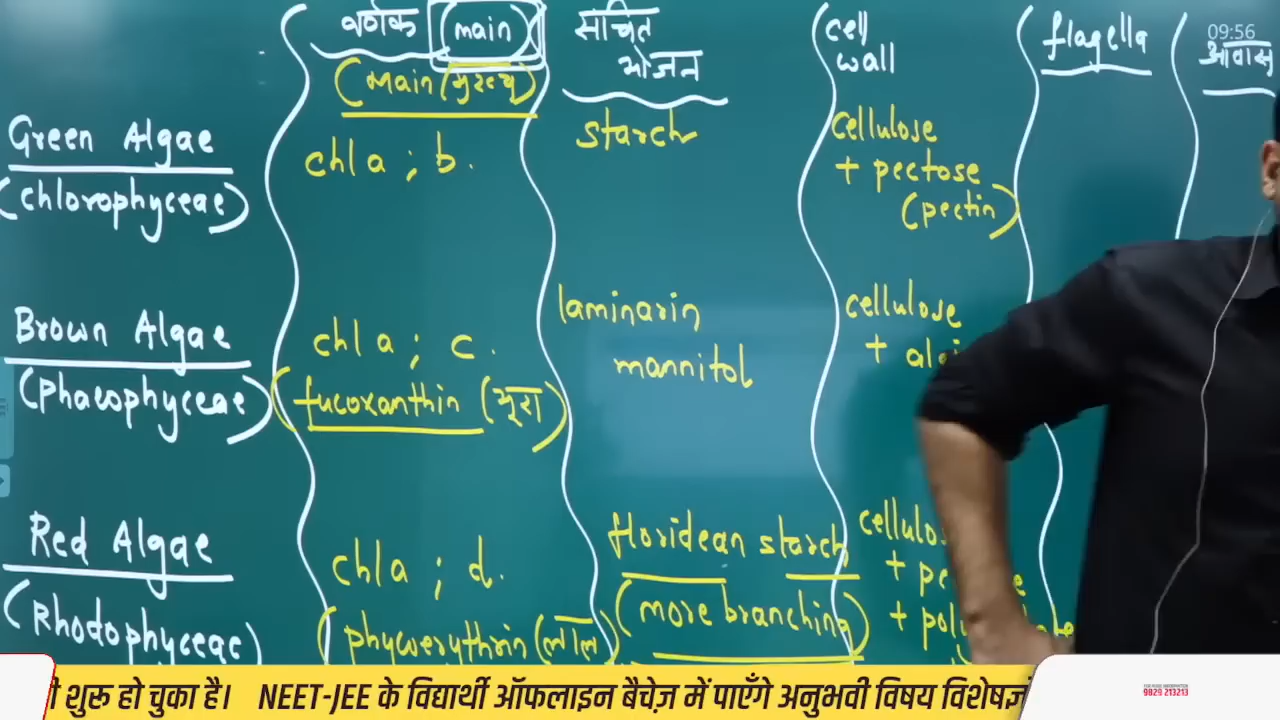 वर्णक (main)
(Main (मुख्य)
संचित
भोजन
cell
wall
flagella
09:56
आवास
Green Algae
(chlorophyceae)
chl a ; b.
starch
cellulose
+ pectose
(pectin)
Brown Algae
(phaeophyceae)
chl a ; c.
fucoxanthin (भूरा)
laminarin
mannitol
cellulose
+
Red Algae
(Rhodophyceae)
chl a ; d.
(phycoerythrin (लाल)
floridean starch
(more branching)
+
+
शुरू हो चुका है। NEET-JEE के विद्यार्थी ऑफलाइन बैचेज़ में पाएँगे अनुभवी विषय
9829 213213